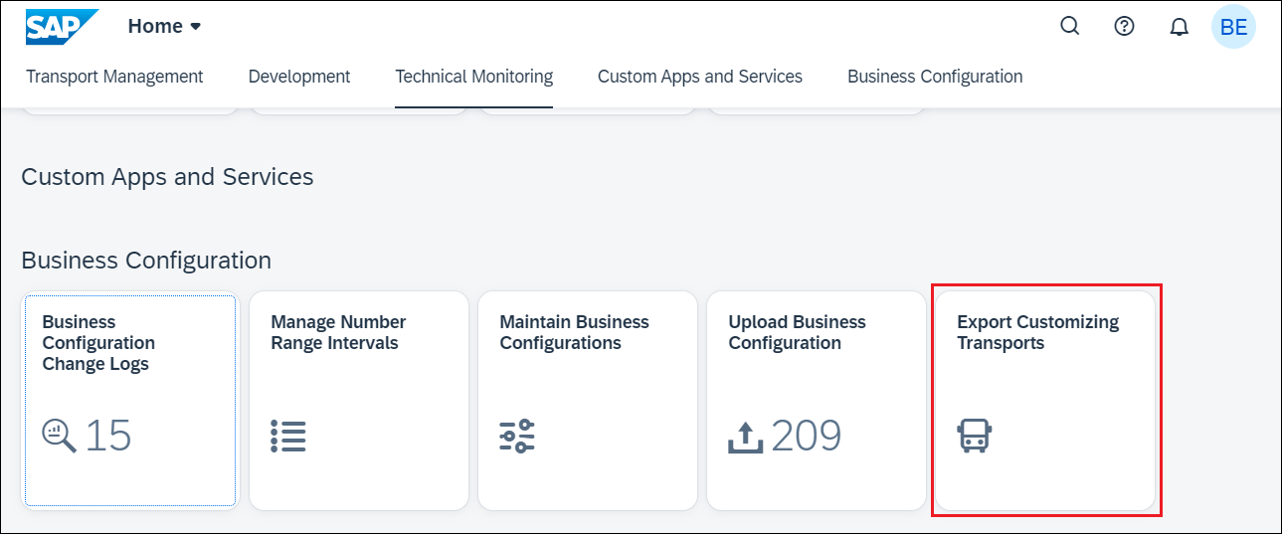 SAP Home BE
Transport Management Development Technical Monitoring Custom Apps and Services Business Configuration
Custom Apps and Services
Business Configuration
Business
Configuration
Change Logs
15
Manage Number
Range Intervals
Maintain Business
Configurations
Upload Business
Configuration
209
Export Customizing
Transports